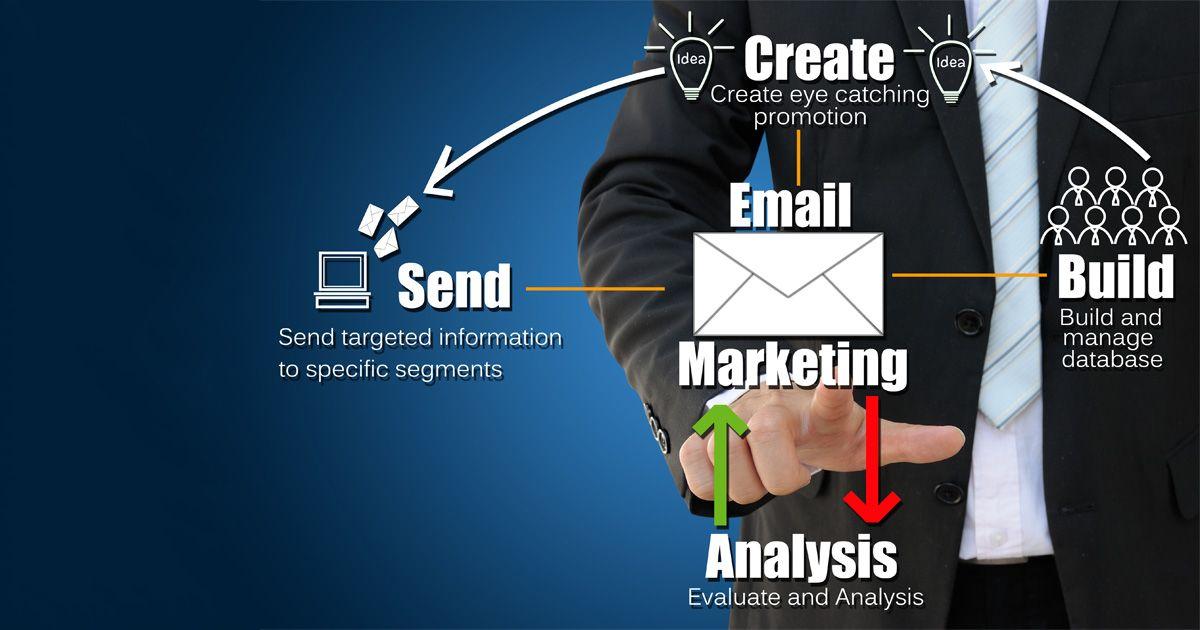 Idea
Create
Idea
Create eye catching
promotion
Email
Marketing
Send
Send targeted information
to specific segments
Build
Build and
manage
database
Analysis
Evaluate and Analysis